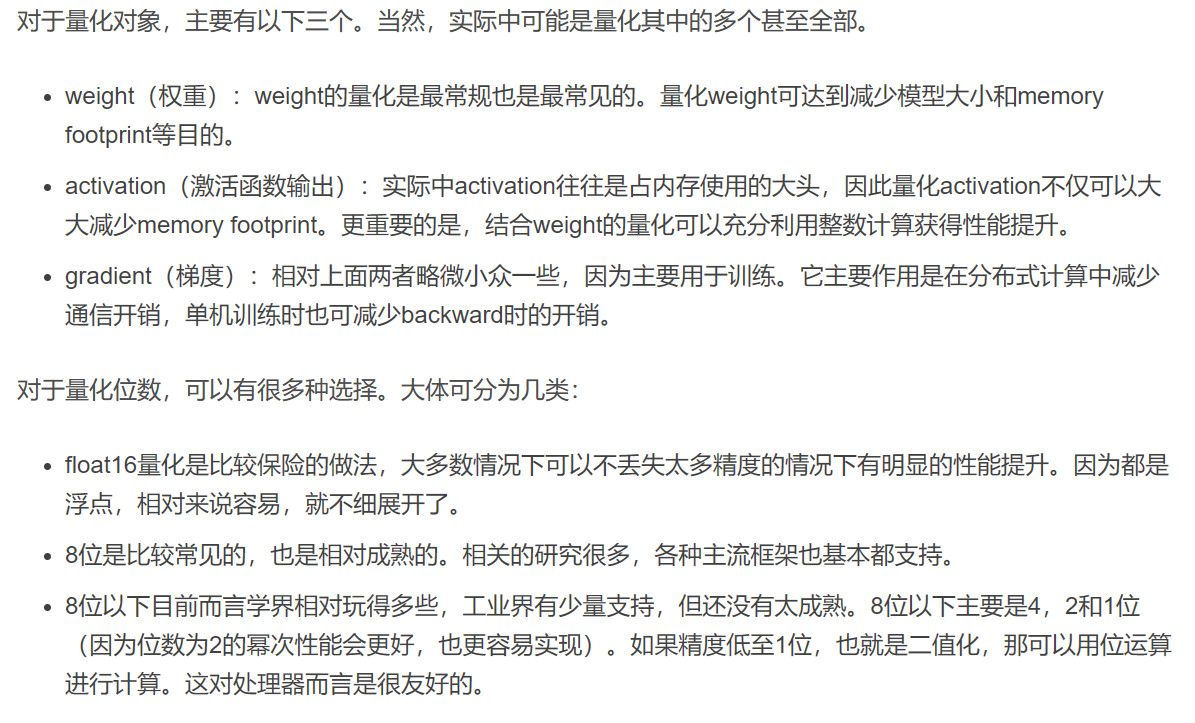 对于量化对象，主要有以下三个。当然，实际中可能是量化其中的多个甚至全部。
• weight（权重）：weight的量化是最常规也是最常见的。量化weight可达到减少模型大小和memory
footprint等目的。
• activation（激活函数输出）：实际中activation往往是占内存使用的大头，因此量化activation不仅可以大
大减少memory footprint。更重要的是，结合weight的量化可以充分利用整数计算获得性能提升。
• gradient（梯度）：相对上面两者略微小众一些，因为主要用于训练。它主要作用是在分布式计算中减少
通信开销，单机训练时也可减少backward时的开销。
对于量化位数，可以有很多种选择。大体可分为几类：
• float16量化是比较保险的做法，大多数情况下可以不丢失太多精度的情况下有明显的性能提升。因为都是
浮点，相对来说容易，就不细展开了。
• 8位是比较常见的，也是相对成熟的。相关的研究很多，各种主流框架也基本都支持。
• 8位以下目前而言学界相对玩得多些，工业界有少量支持，但还没有太成熟。8位以下主要是4，2和1位
（因为位数为2的幂次性能会更好，也更容易实现）。如果精度低至1位，也就是二值化，那可以用位运算
进行计算。这对处理器而言是很友好的。